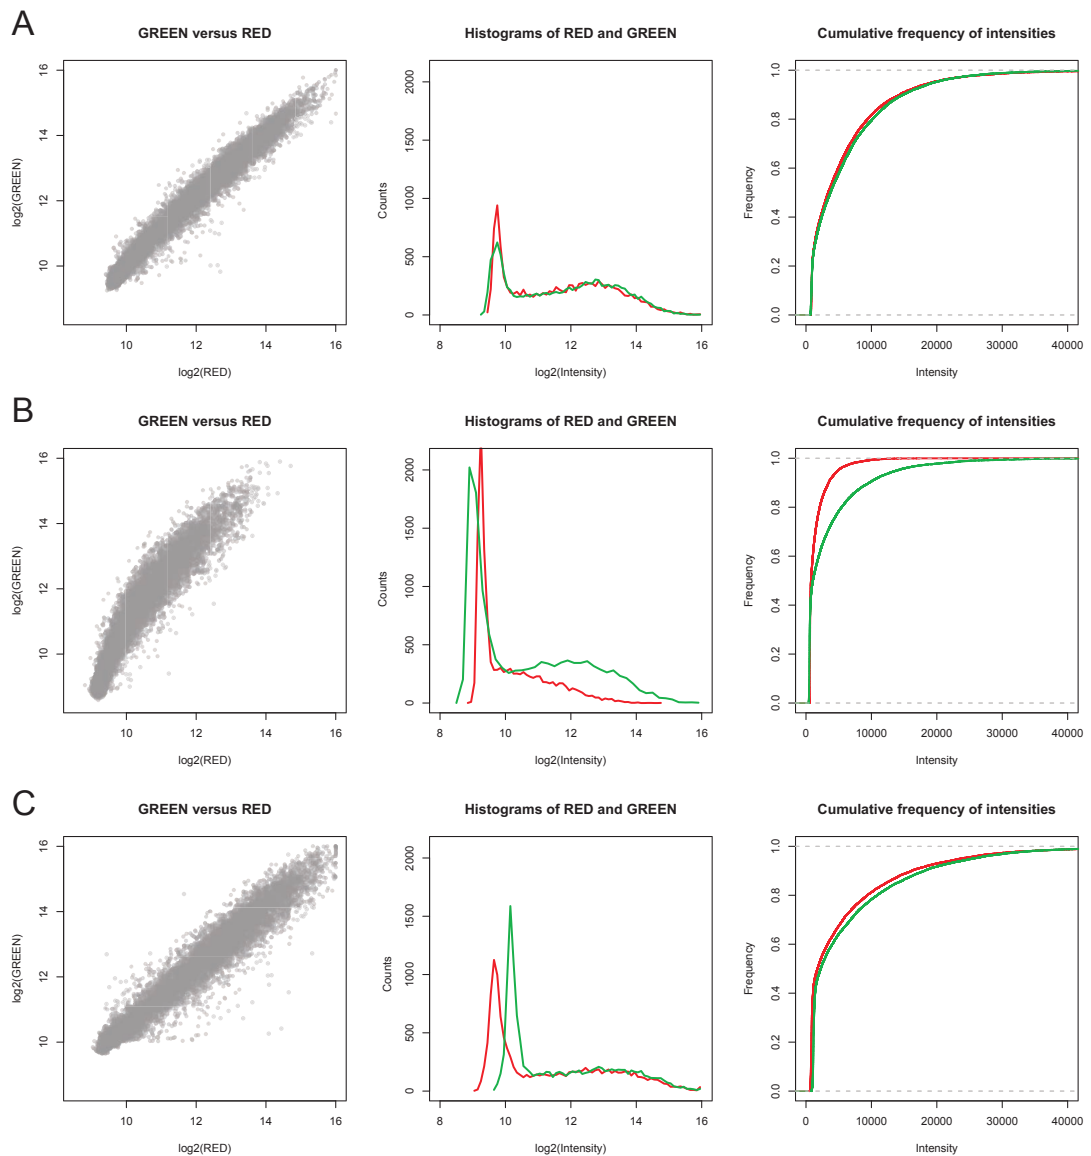 A
GREEN versus RED
Histograms of RED and GREEN
Cumulative frequency of intensities
log2(GREEN)
16
14
12
10
10 12 14 16
log2(RED)
Counts
2000
1500
1000
500
0
8 10 12 14 16
log2(Intensity)
Frequency
1.0
0.8
0.6
0.4
0.2
0.0
0 10000 20000 30000 40000
Intensity
B
GREEN versus RED
Histograms of RED and GREEN
Cumulative frequency of intensities
log2(GREEN)
16
14
12
10
10 12 14 16
log2(RED)
Counts
2000
1500
1000
500
0
8 10 12 14 16
log2(Intensity)
Frequency
1.0
0.8
0.6
0.4
0.2
0.0
0 10000 20000 30000 40000
Intensity
C
GREEN versus RED
Histograms of RED and GREEN
Cumulative frequency of intensities
log2(GREEN)
16
14
12
10
10 12 14 16
log2(RED)
Counts
2000
1500
1000
500
0
8 10 12 14 16
log2(Intensity)
Frequency
1.0
0.8
0.6
0.4
0.2
0.0
0 10000 20000 30000 40000
Intensity